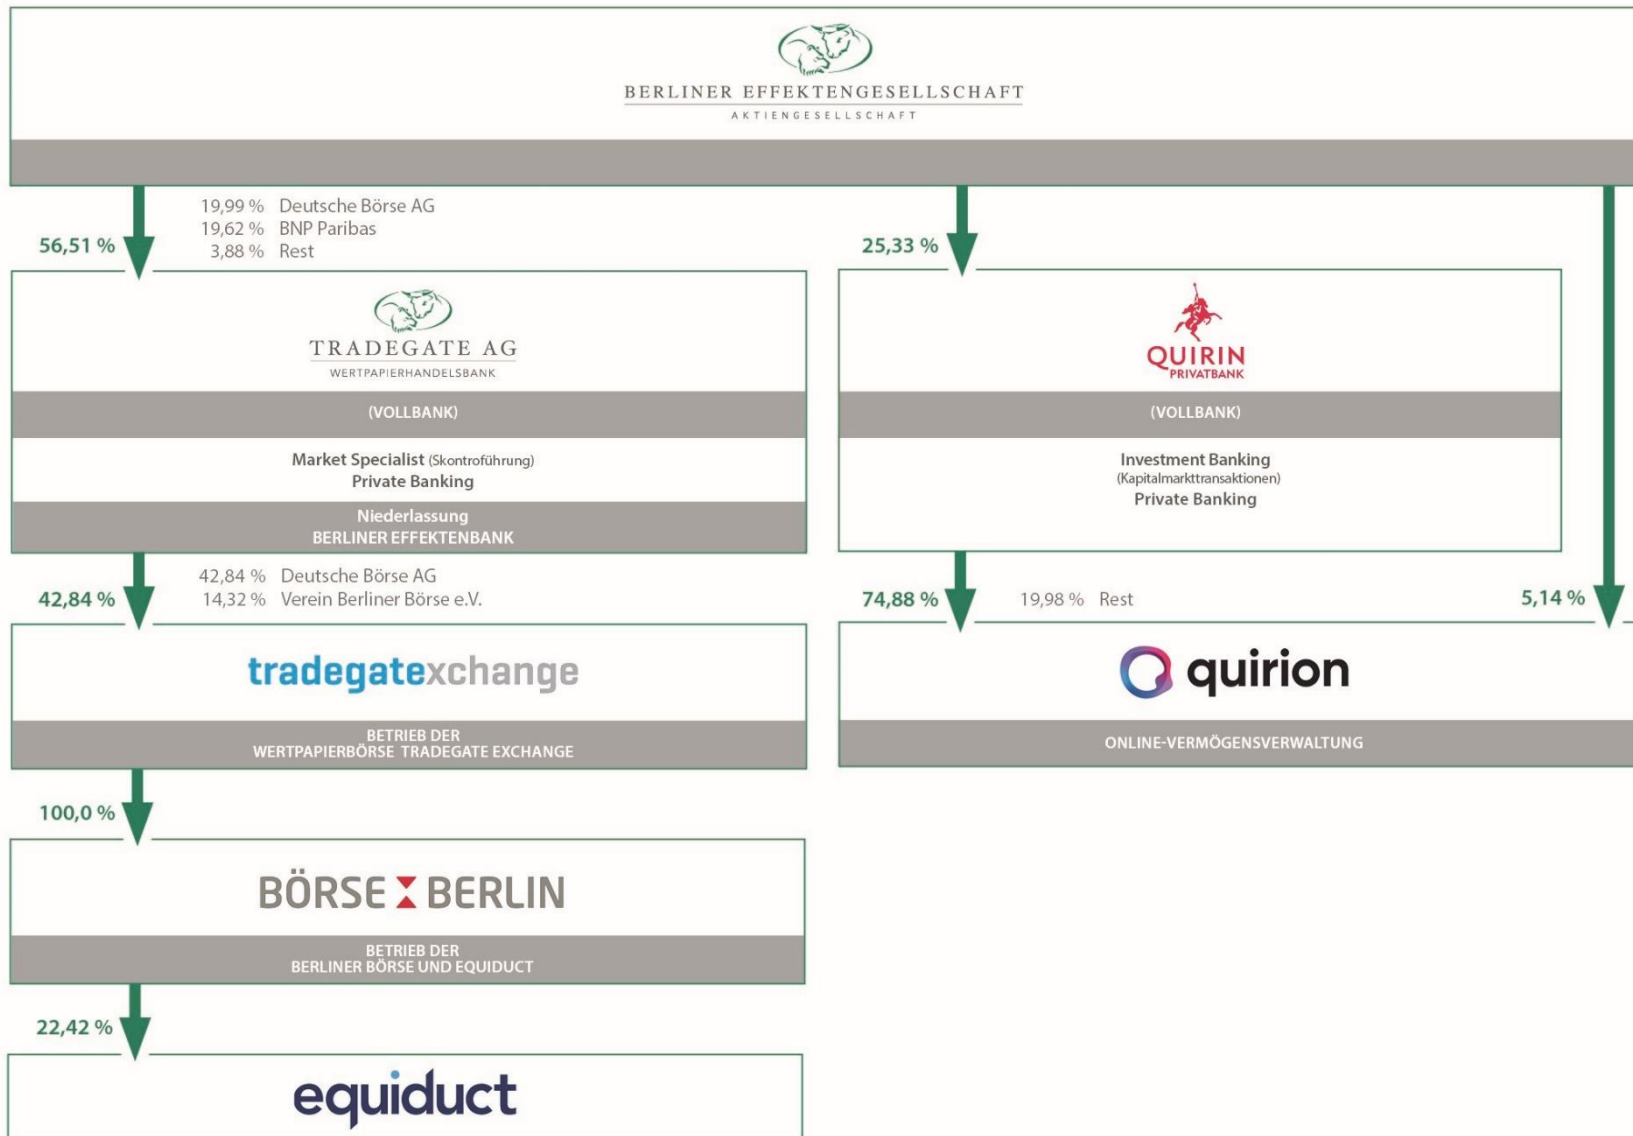 BERLINER EFFEKTENGESELLSCHAFT
AKTIENGESELLSCHAFT
56,51 %
19,99 % Deutsche Börse AG
19,62 % BNP Paribas
3,88 % Rest
25,33 %
TRADEGATE AG
WERTPAPIERHANDELSBANK
(VOLLBANK)
Market Specialist (Skontroführung)
Private Banking
Niederlassung
BERLINER EFFEKTENBANK
QUIRIN
PRIVATBANK
(VOLLBANK)
Investment Banking
(Kapitalmarkttransaktionen)
Private Banking
42,84 %
42,84 % Deutsche Börse AG
14,32 % Verein Berliner Börse e.V.
74,88 %
19,98 % Rest
5,14 %
tradegatexchange
BETRIEB DER
WERTPAPIERBÖRSE TRADEGATE EXCHANGE
quirion
ONLINE-VERMÖGENSVERWALTUNG
100,0 %
BÖRSE BERLIN
BETRIEB DER
BERLINER BÖRSE UND EQUIDUCT
22,42 %
equiduct